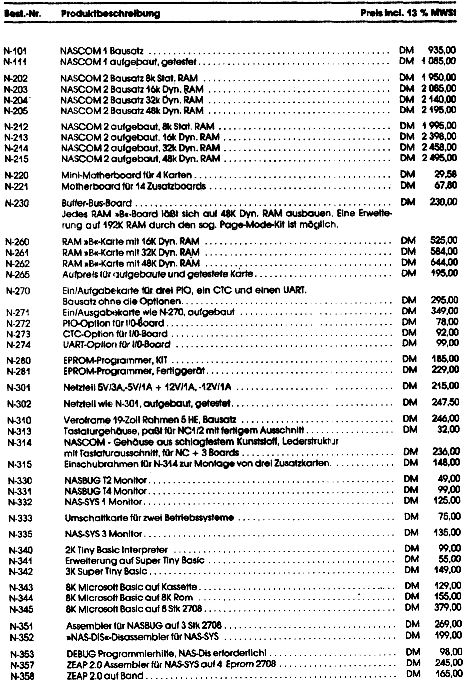 Best.-Nr. Produktbeschreibung Preis incl. 13 % MWSt
N-101 NASCOM 1 Bausatz DM 935,00
N-111 NASCOM 1 aufgebaut, getestet DM 1 085,00
N-202 NASCOM 2 Bausatz 8k Stat. RAM DM 1 950,00
N-203 NASCOM 2 Bausatz 16k Dyn. RAM DM 2 085,00
N-204 NASCOM 2 Bausatz 32k Dyn. RAM DM 2 140,00
N-205 NASCOM 2 Bausatz 48k Dyn. RAM DM 2 195,00
N-212 NASCOM 2 aufgebaut, 8k Stat. RAM DM 1 995,00
N-213 NASCOM 2 aufgebaut, 16k Dyn. RAM DM 2 398,00
N-214 NASCOM 2 aufgebaut, 32k Dyn. RAM DM 2 458,00
N-215 NASCOM 2 aufgebaut, 48k Dyn. RAM DM 2 495,00
N-220 Mini-Motherboard für 4 Karten DM 29,58
N-221 Motherboard für 14 Zusatzboards DM 67,80
N-230 Buffer-Bus-Board DM 230,00
Jedes RAM »B«-Board läßt sich auf 48K Dyn. RAM ausbauen. Eine Erweite-
rung auf 192K RAM durch den sog. Page-Mode-Kit ist möglich.
N-260 RAM »B«-Karte mit 16K Dyn. RAM DM 525,00
N-261 RAM »B«-Karte mit 32K Dyn. RAM DM 584,00
N-262 RAM »B«-Karte mit 48K Dyn. RAM DM 644,00
N-265 Aufpreis für aufgebaute und getestete Karte DM 195,00
N-270 Ein/Aufgabekarte für drei PIO, ein CTC und einen UART.
Bausatz ohne die Optionen DM 295,00
N-271 Ein/Ausgabekarte wie N-270, aufgebaut DM 349,00
N-272 PIO-Option für I/0-Board DM 78,00
N-273 CTC-Option für I/0-Board DM 92,00
N-274 UART-Option für I/0-Board DM 99,00
N-280 EPROM-Programmer, KIT DM 185,00
N-281 EPROM-Programmer, Fertiggerät DM 229,00
N-301 Netzteil 5V/3A,-5V/1A + 12V/1A, -12V/1A DM 215,00
N-302 Netzteil wie N-301, aufgebaut, getestet DM 247,50
N-310 Veroframe 19-Zoll Rahmen 5 HE, Bausatz DM 246,00
N-313 Tastaturgehäuse, paßt für NC1/2 mit fertigem Ausschnitt DM 32,00
N-314 NASCOM - Gehäuse aus schlagfestem Kunststoff, Lederstruktur
mit Tastaturausschnitt, für NC + 3 Boards DM 236,00
N-315 Einschubrahmen für N-314 zur Montage von drei Zusatzkarten DM 148,00
N-330 NASBUG T2 Monitor DM 49,00
N-331 NASBUG T4 Monitor DM 99,00
N-332 NAS-SYS 1 Monitor DM 125,00
N-333 Umschaltkarte für zwei Betriebssysteme DM 75,00
N-335 NAS-SYS 3 Monitor DM 135,00
N-340 2K Tiny Basic Interpreter DM 99,00
N-341 Erweiterung auf Super Tiny Basic DM 55,00
N-342 3K Super Tiny Basic DM 149,00
N-343 8K Microsoft Basic auf Kassette DM 129,00
N-344 8K Microsoft Basic auf 8K Rom DM 155,00
N-345 8K Microsoft Basic auf 8 Stk 2708 DM 379,00
N-351 Assembler für NASBUG auf 3 Stk 2708 DM 269,00
N-352 »NAS-DIS«-Disassembler für NAS-SYS DM 199,00
N-353 DEBUG Programmierhilfe, NAS-Dis erforderlich! DM 98,00
N-357 ZEAP 2.0 Assembler für NAS-SYS auf 4 Eprom 2708 DM 245,00
N-358 ZEAP 2.0 auf Band DM 165,00